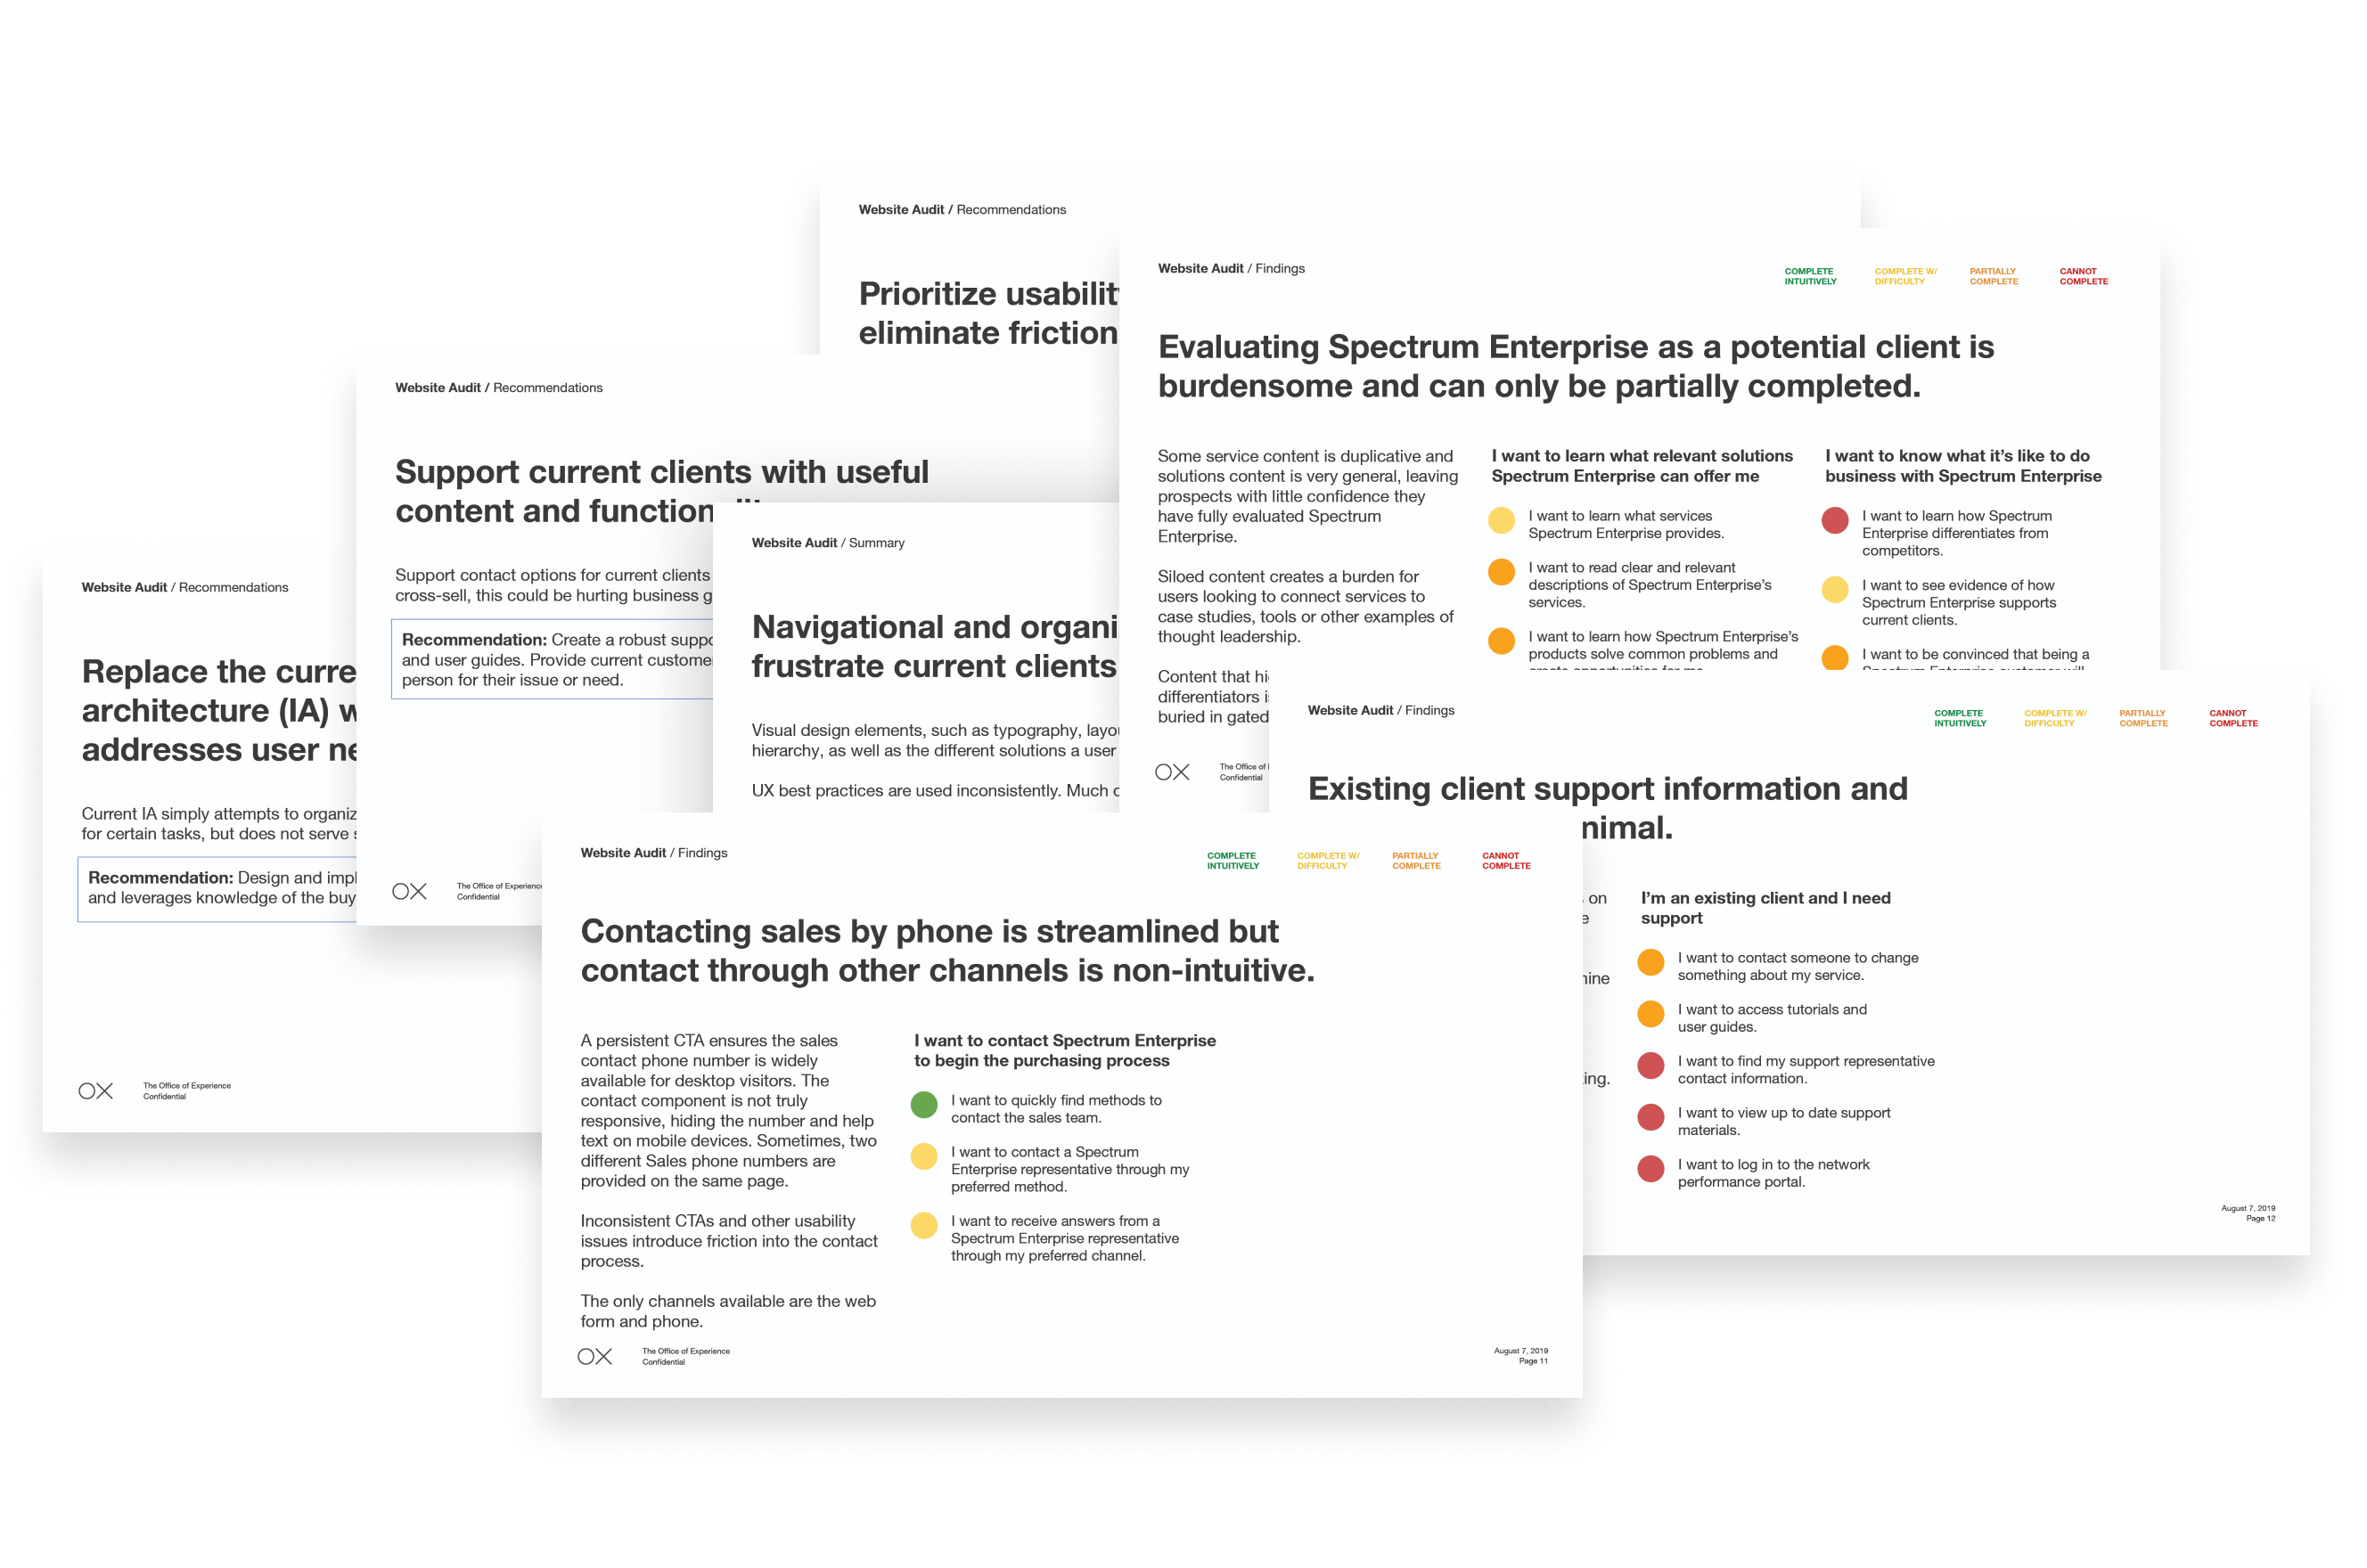 Website Audit / Recommendations
Prioritize usability
eliminate friction
Website Audit / Findings
COMPLETE
INTUITIVELY
COMPLETE W/
DIFFICULTY
PARTIALLY
COMPLETE
CANNOT
COMPLETE
Evaluating Spectrum Enterprise as a potential client is
burdensome and can only be partially completed.
Some service content is duplicative and
solutions content is very general, leaving
prospects with little confidence they
have fully evaluated Spectrum
Enterprise.
Siloed content creates a burden for
users looking to connect services to
case studies, tools or other examples of
thought leadership.
Content that
differentiators
buried in gated
I want to learn what relevant solutions
Spectrum Enterprise can offer me
I want to learn what services
Spectrum Enterprise provides.
I want to read clear and relevant
descriptions of Spectrum Enterprise's
services.
I want to learn how Spectrum Enterprise's
products solve common problems and
create opportunities for me
I want to know what it's like to do
business with Spectrum Enterprise
I want to learn how Spectrum
Enterprise differentiates from
competitors.
I want to see evidence of how
Spectrum Enterprise supports
current clients.
I want to be convinced that being a
Spectrum Enterprise customer will
OX
The Office of
Confidential
Website Audit / Recommendations
Support current clients with useful
content and functionality
Support contact options for current clients
cross-sell, this could be hurting business
Recommendation: Create a robust
and user guides. Provide current
person for their issue or need.
OX
The Office of Experience
Confidential
Website Audit / Summary
Navigational and
frustrate current clients
Visual design elements, such as typography,
hierarchy, as well as the different solutions a user
UX best practices are used inconsistently. Much
Website Audit / Recommendations
Replace the
architecture (IA)
addresses user
Current IA simply attempts to
for certain tasks, but does not serve
Recommendation: Design and
and leverages knowledge of the
OX
The Office of Experience
Confidential
Website Audit / Findings
COMPLETE
INTUITIVELY
COMPLETE W/
DIFFICULTY
PARTIALLY
COMPLETE
CANNOT
COMPLETE
Existing client support information and
nimal.
on
I'm an existing client and I need
support
I want to contact someone to change
something about my service.
I want to access tutorials and
user guides.
I want to find my support representative
contact information.
I want to view up to date support
materials.
I want to log in to the network
performance portal.
August 7, 2019
Page 12
Website Audit / Findings
COMPLETE
INTUITIVELY
COMPLETE W/
DIFFICULTY
PARTIALLY
COMPLETE
CANNOT
COMPLETE
Contacting sales by phone is streamlined but
contact through other channels is non-intuitive.
A persistent CTA ensures the sales
contact phone number is widely
available for desktop visitors. The
contact component is not truly
responsive, hiding the number and help
text on mobile devices. Sometimes, two
different Sales phone numbers are
provided on the same page.
Inconsistent CTAs and other usability
issues introduce friction into the contact
process.
The only channels available are the web
form and phone.
I want to contact Spectrum Enterprise
to begin the purchasing process
I want to quickly find methods to
contact the sales team.
I want to contact a Spectrum
Enterprise representative through my
preferred method.
I want to receive answers from a
Spectrum Enterprise representative
through my preferred channel.
OX
The Office of Experience
Confidential
August 7, 2019
Page 11